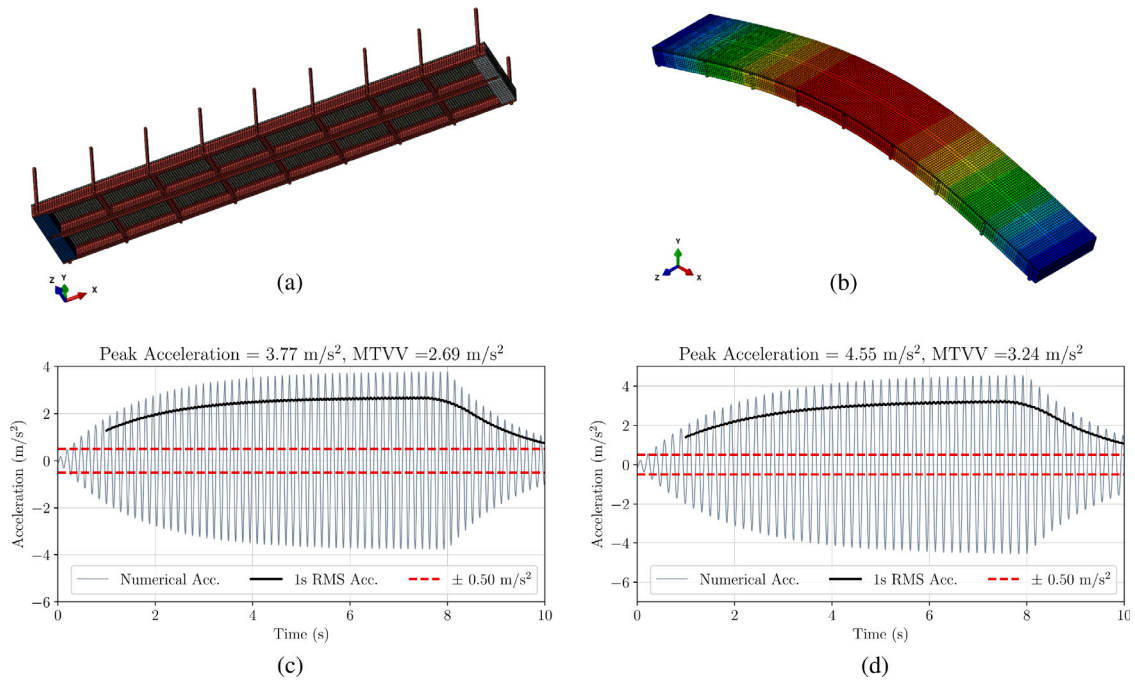 Z Y X
(a)
Y Z X
(b)
Peak Acceleration = 3.77 m/s², MTVV =2.69 m/s²
4
2
0
−2
−4
−6
Acceleration (m/s²)
Numerical Acc. 1s RMS Acc. ± 0.50 m/s²
0 2 4 6 8 10
Time (s)
(c)
Peak Acceleration = 4.55 m/s², MTVV =3.24 m/s²
4
2
0
−2
−4
−6
Acceleration (m/s²)
Numerical Acc. 1s RMS Acc. ± 0.50 m/s²
0 2 4 6 8 10
Time (s)
(d)